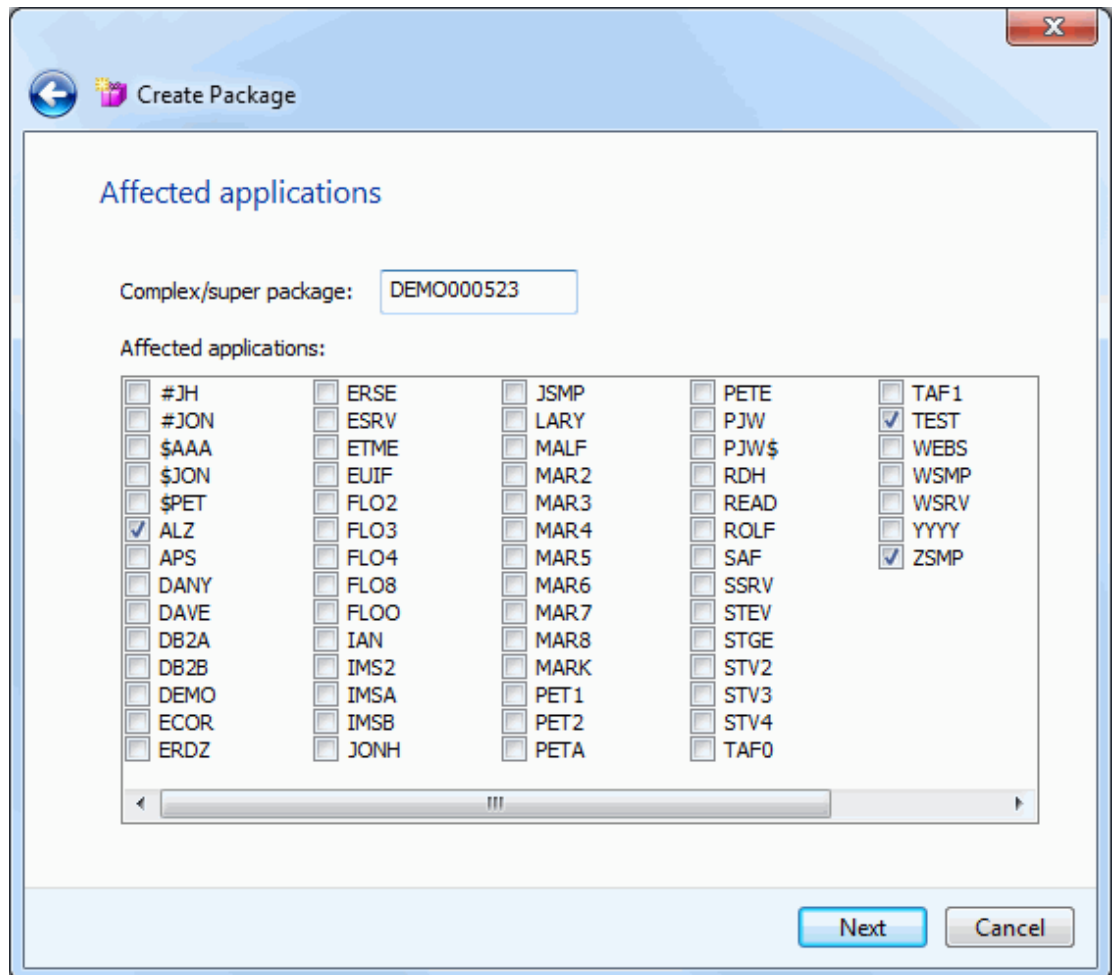 Create Package
Affected applications
Complex/super package: DEMO000523
Affected applications:
#JH ERSE JSMP PETE TAF1
#JON ESRV LARY PJW TEST
$AAA ETME MALF PJW$ WEBS
$JON EUIF MAR2 RDH WSMP
$PET FLO2 MAR3 READ WSRV
ALZ FLO3 MAR4 ROLF YYYY
APS FLO4 MAR5 SAF ZSMP
DANY FLO8 MAR6 SSRV
DAVE FLOO MAR7 STEV
DB2A IAN MAR8 STGE
DB2B IMS2 MARK STV2
DEMO IMSA PET1 STV3
ECOR IMSB PET2 STV4
ERDZ JONH PETA TAF0
Next Cancel